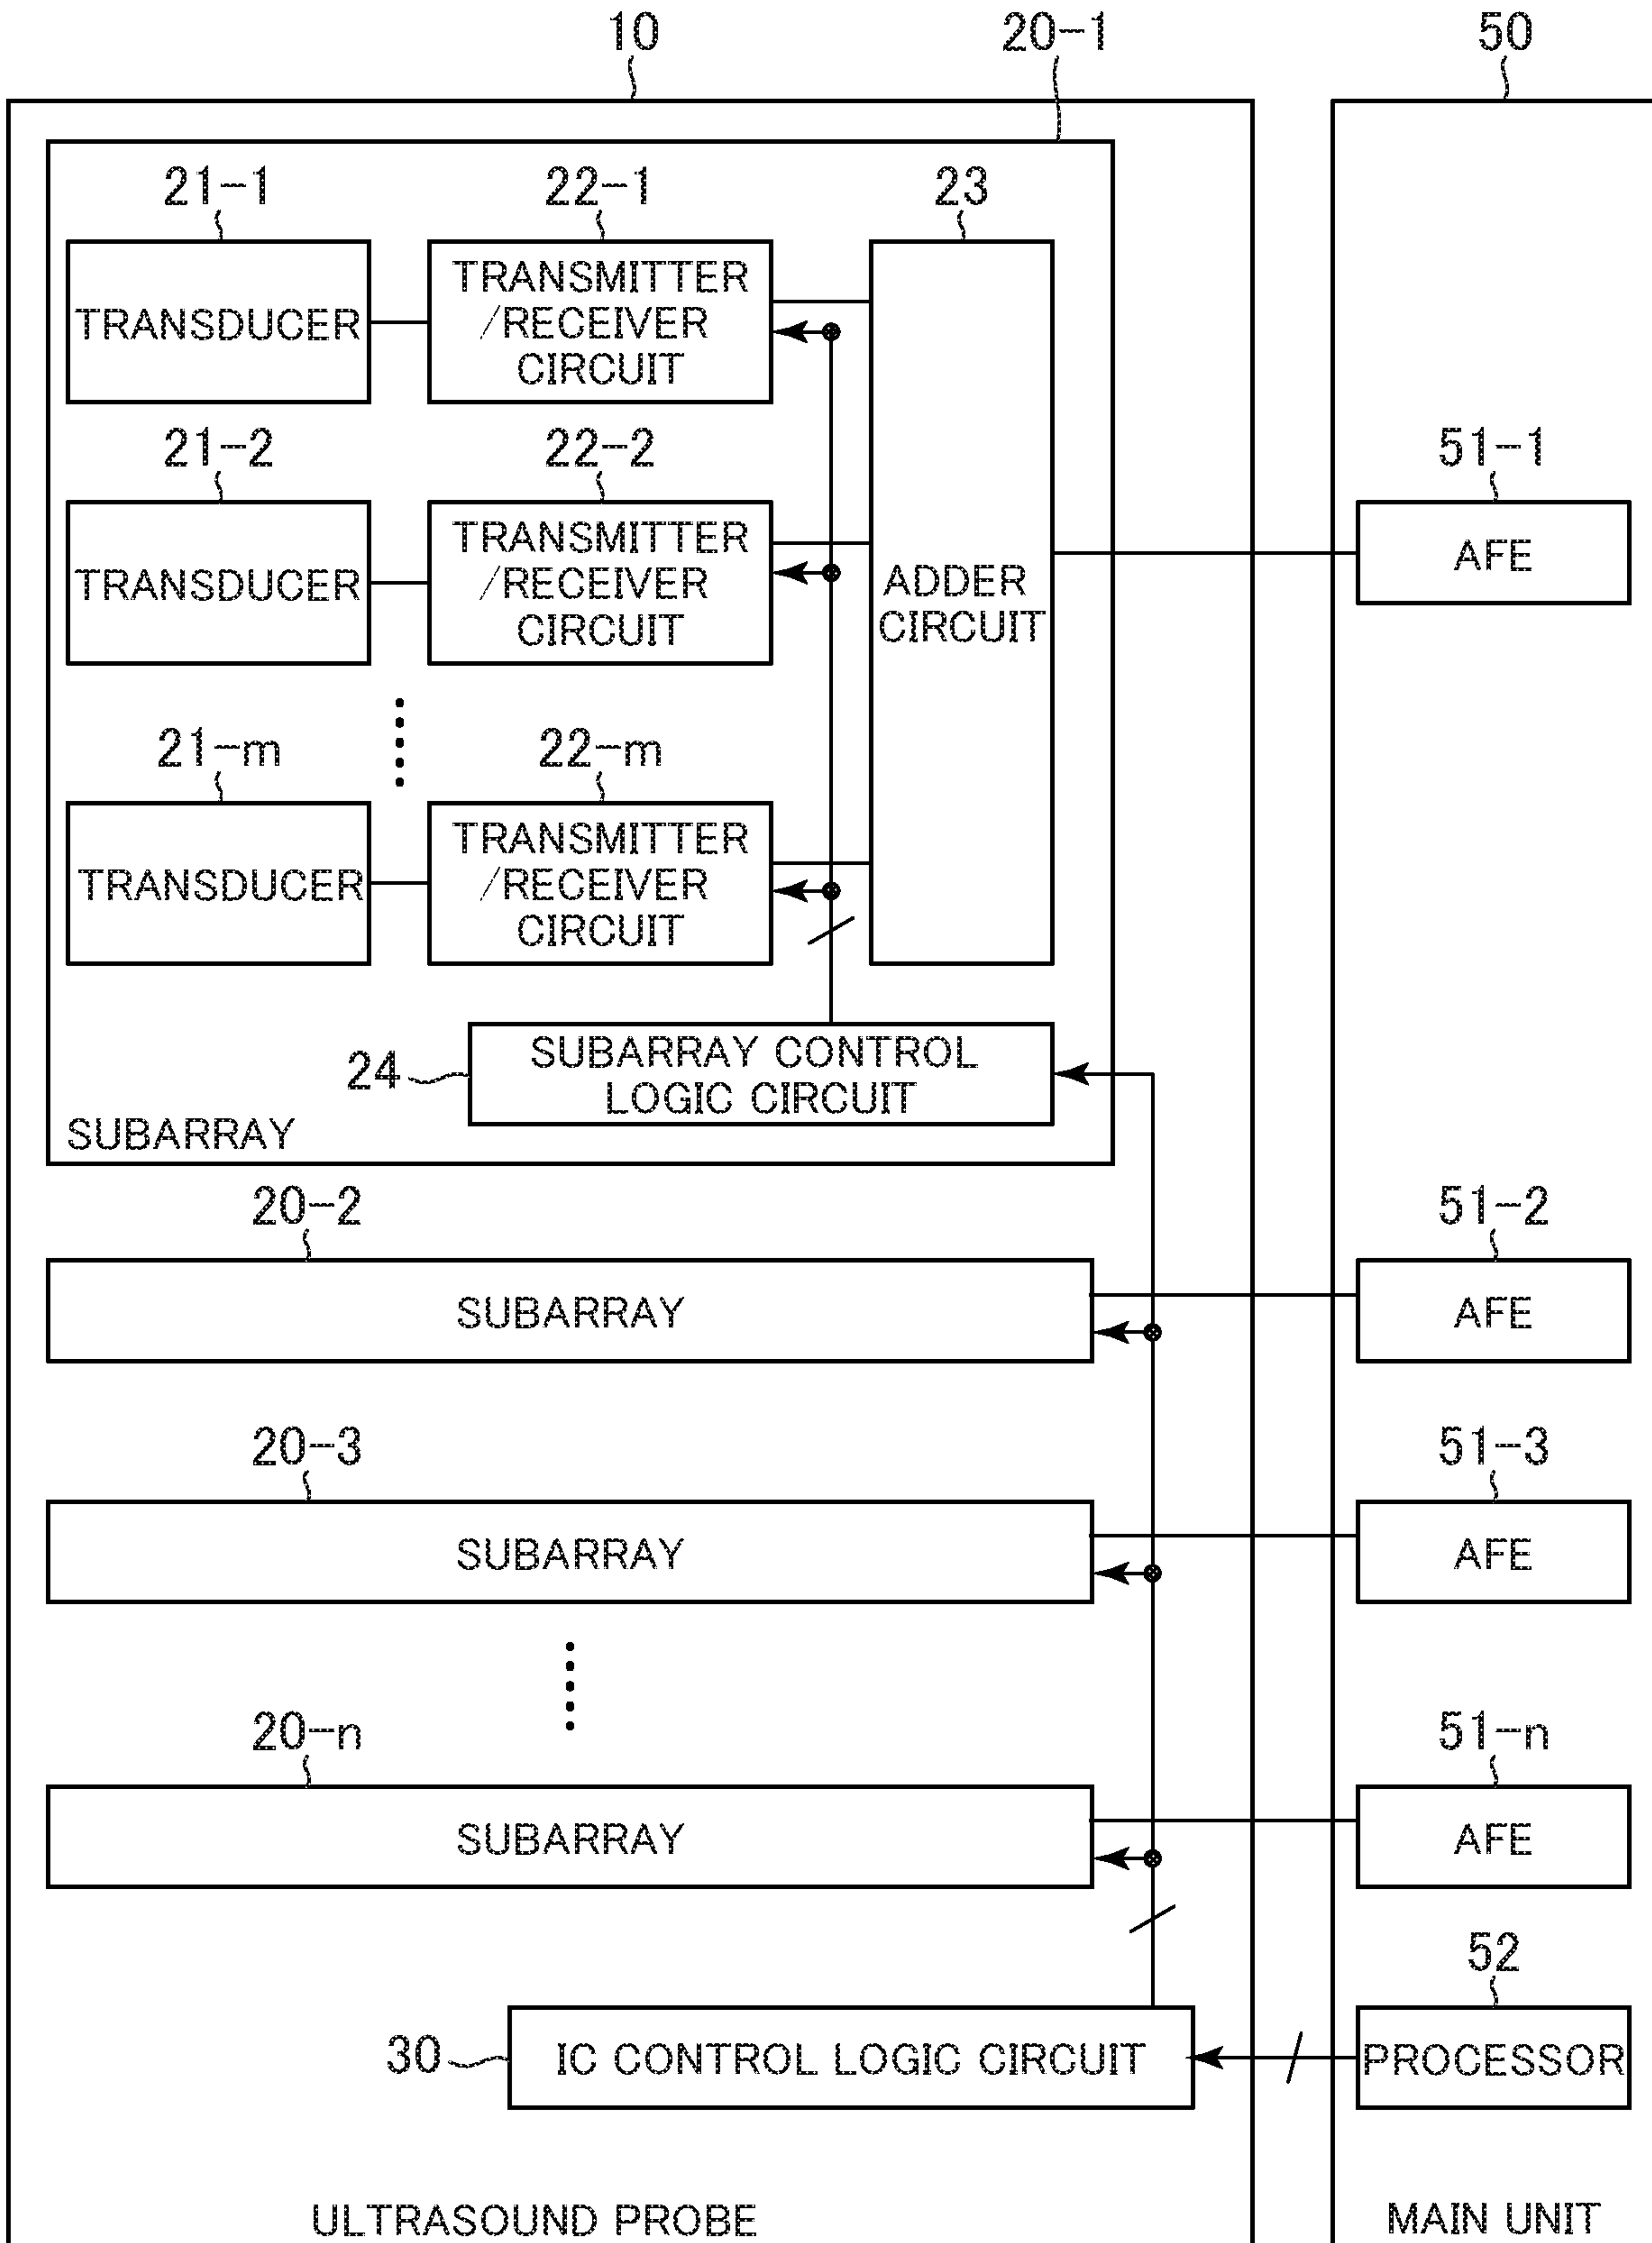 10
20-1
50
21-1
22-1
23
TRANSDUCER
TRANSMITTER
/RECEIVER
CIRCUIT
21-2
22-2
51-1
TRANSDUCER
TRANSMITTER
/RECEIVER
CIRCUIT
ADDER
CIRCUIT
AFE
21-m
22-m
TRANSDUCER
TRANSMITTER
/RECEIVER
CIRCUIT
24
SUBARRAY CONTROL
LOGIC CIRCUIT
SUBARRAY
20-2
51-2
SUBARRAY
AFE
20-3
51-3
SUBARRAY
AFE
20-n
51-n
SUBARRAY
AFE
52
30
IC CONTROL LOGIC CIRCUIT
PROCESSOR
ULTRASOUND PROBE
MAIN UNIT